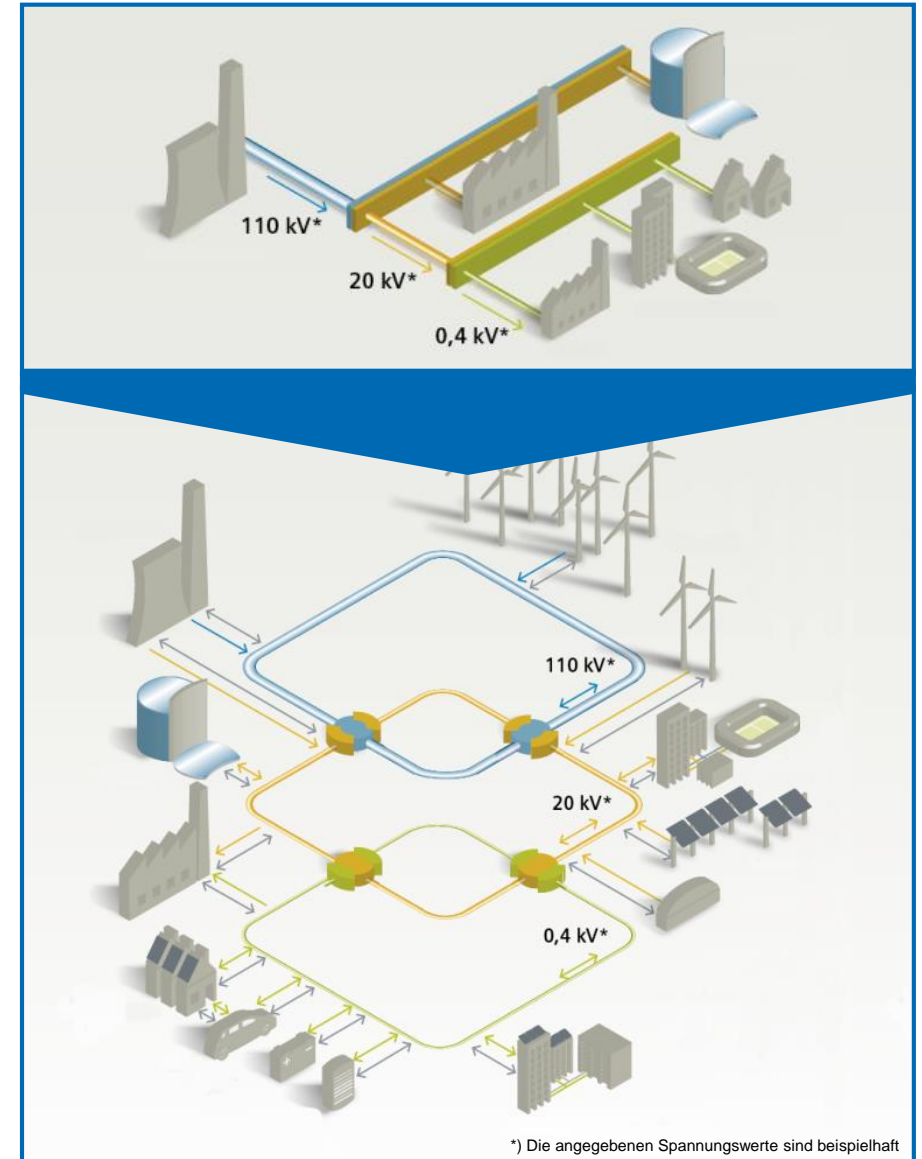 110 kV*
20 kV*
0,4 kV*
110 kV*
20 kV*
0,4 kV*
*) Die angegebenen Spannungswerte sind beispielhaft